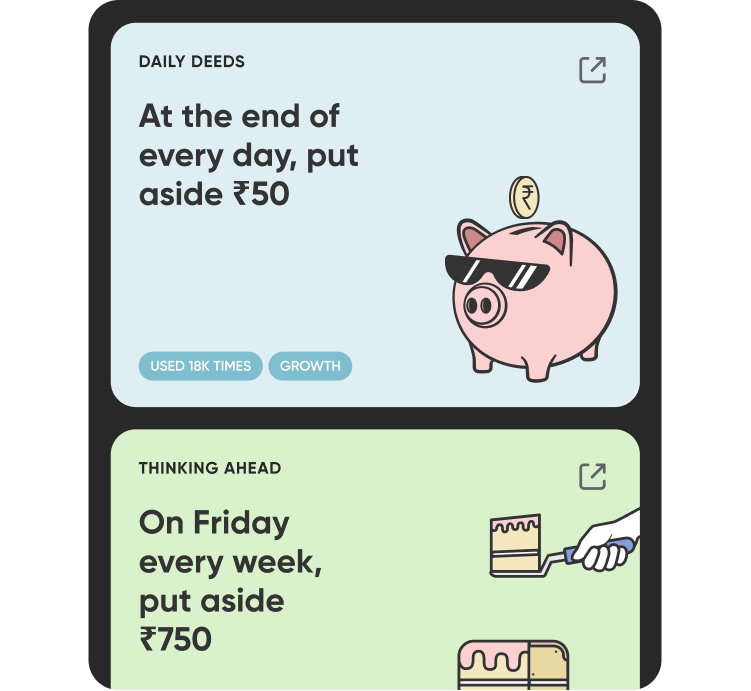 DAILY DEEDS
At the end of
every day, put
aside ₹50
₹
USED 18K TIMES
GROWTH
THINKING AHEAD
On Friday
every week,
put aside
₹750